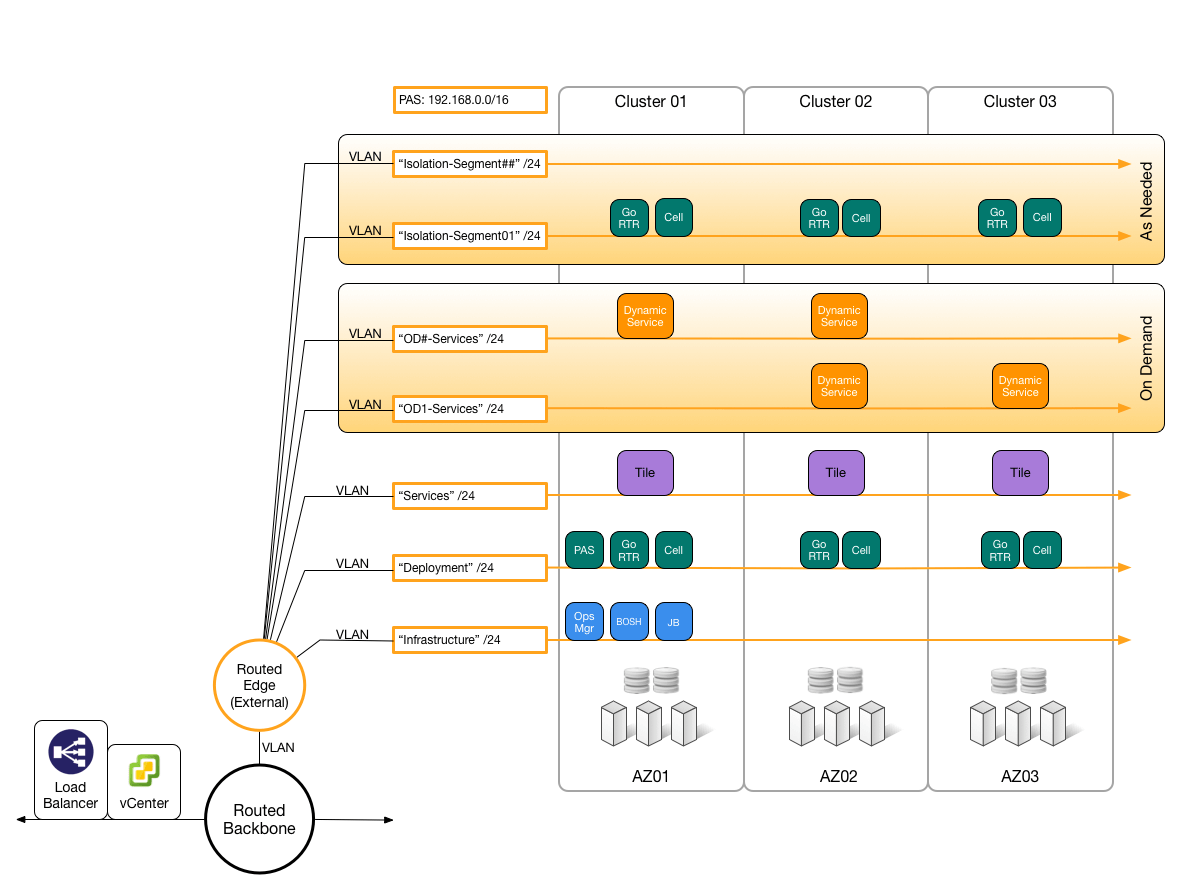 PAS: 192.168.0.0/16
Cluster 01
Cluster 02
Cluster 03
VLAN
“Isolation-Segment##” /24
As Needed
Go
RTR
Cell
Go
RTR
Cell
Go
RTR
Cell
VLAN
“Isolation-Segment01” /24
Dynamic
Service
Dynamic
Service
VLAN
“OD#-Services” /24
On Demand
Dynamic
Service
Dynamic
Service
VLAN
“OD1-Services” /24
Tile
Tile
Tile
VLAN
“Services” /24
PAS
Go
RTR
Cell
Go
RTR
Cell
Go
RTR
Cell
VLAN
“Deployment” /24
Ops
Mgr
BOSH
JB
VLAN
“Infrastructure” /24
Routed
Edge
(External)
VLAN
AZ01
AZ02
AZ03
Load
Balancer
vCenter
Routed
Backbone